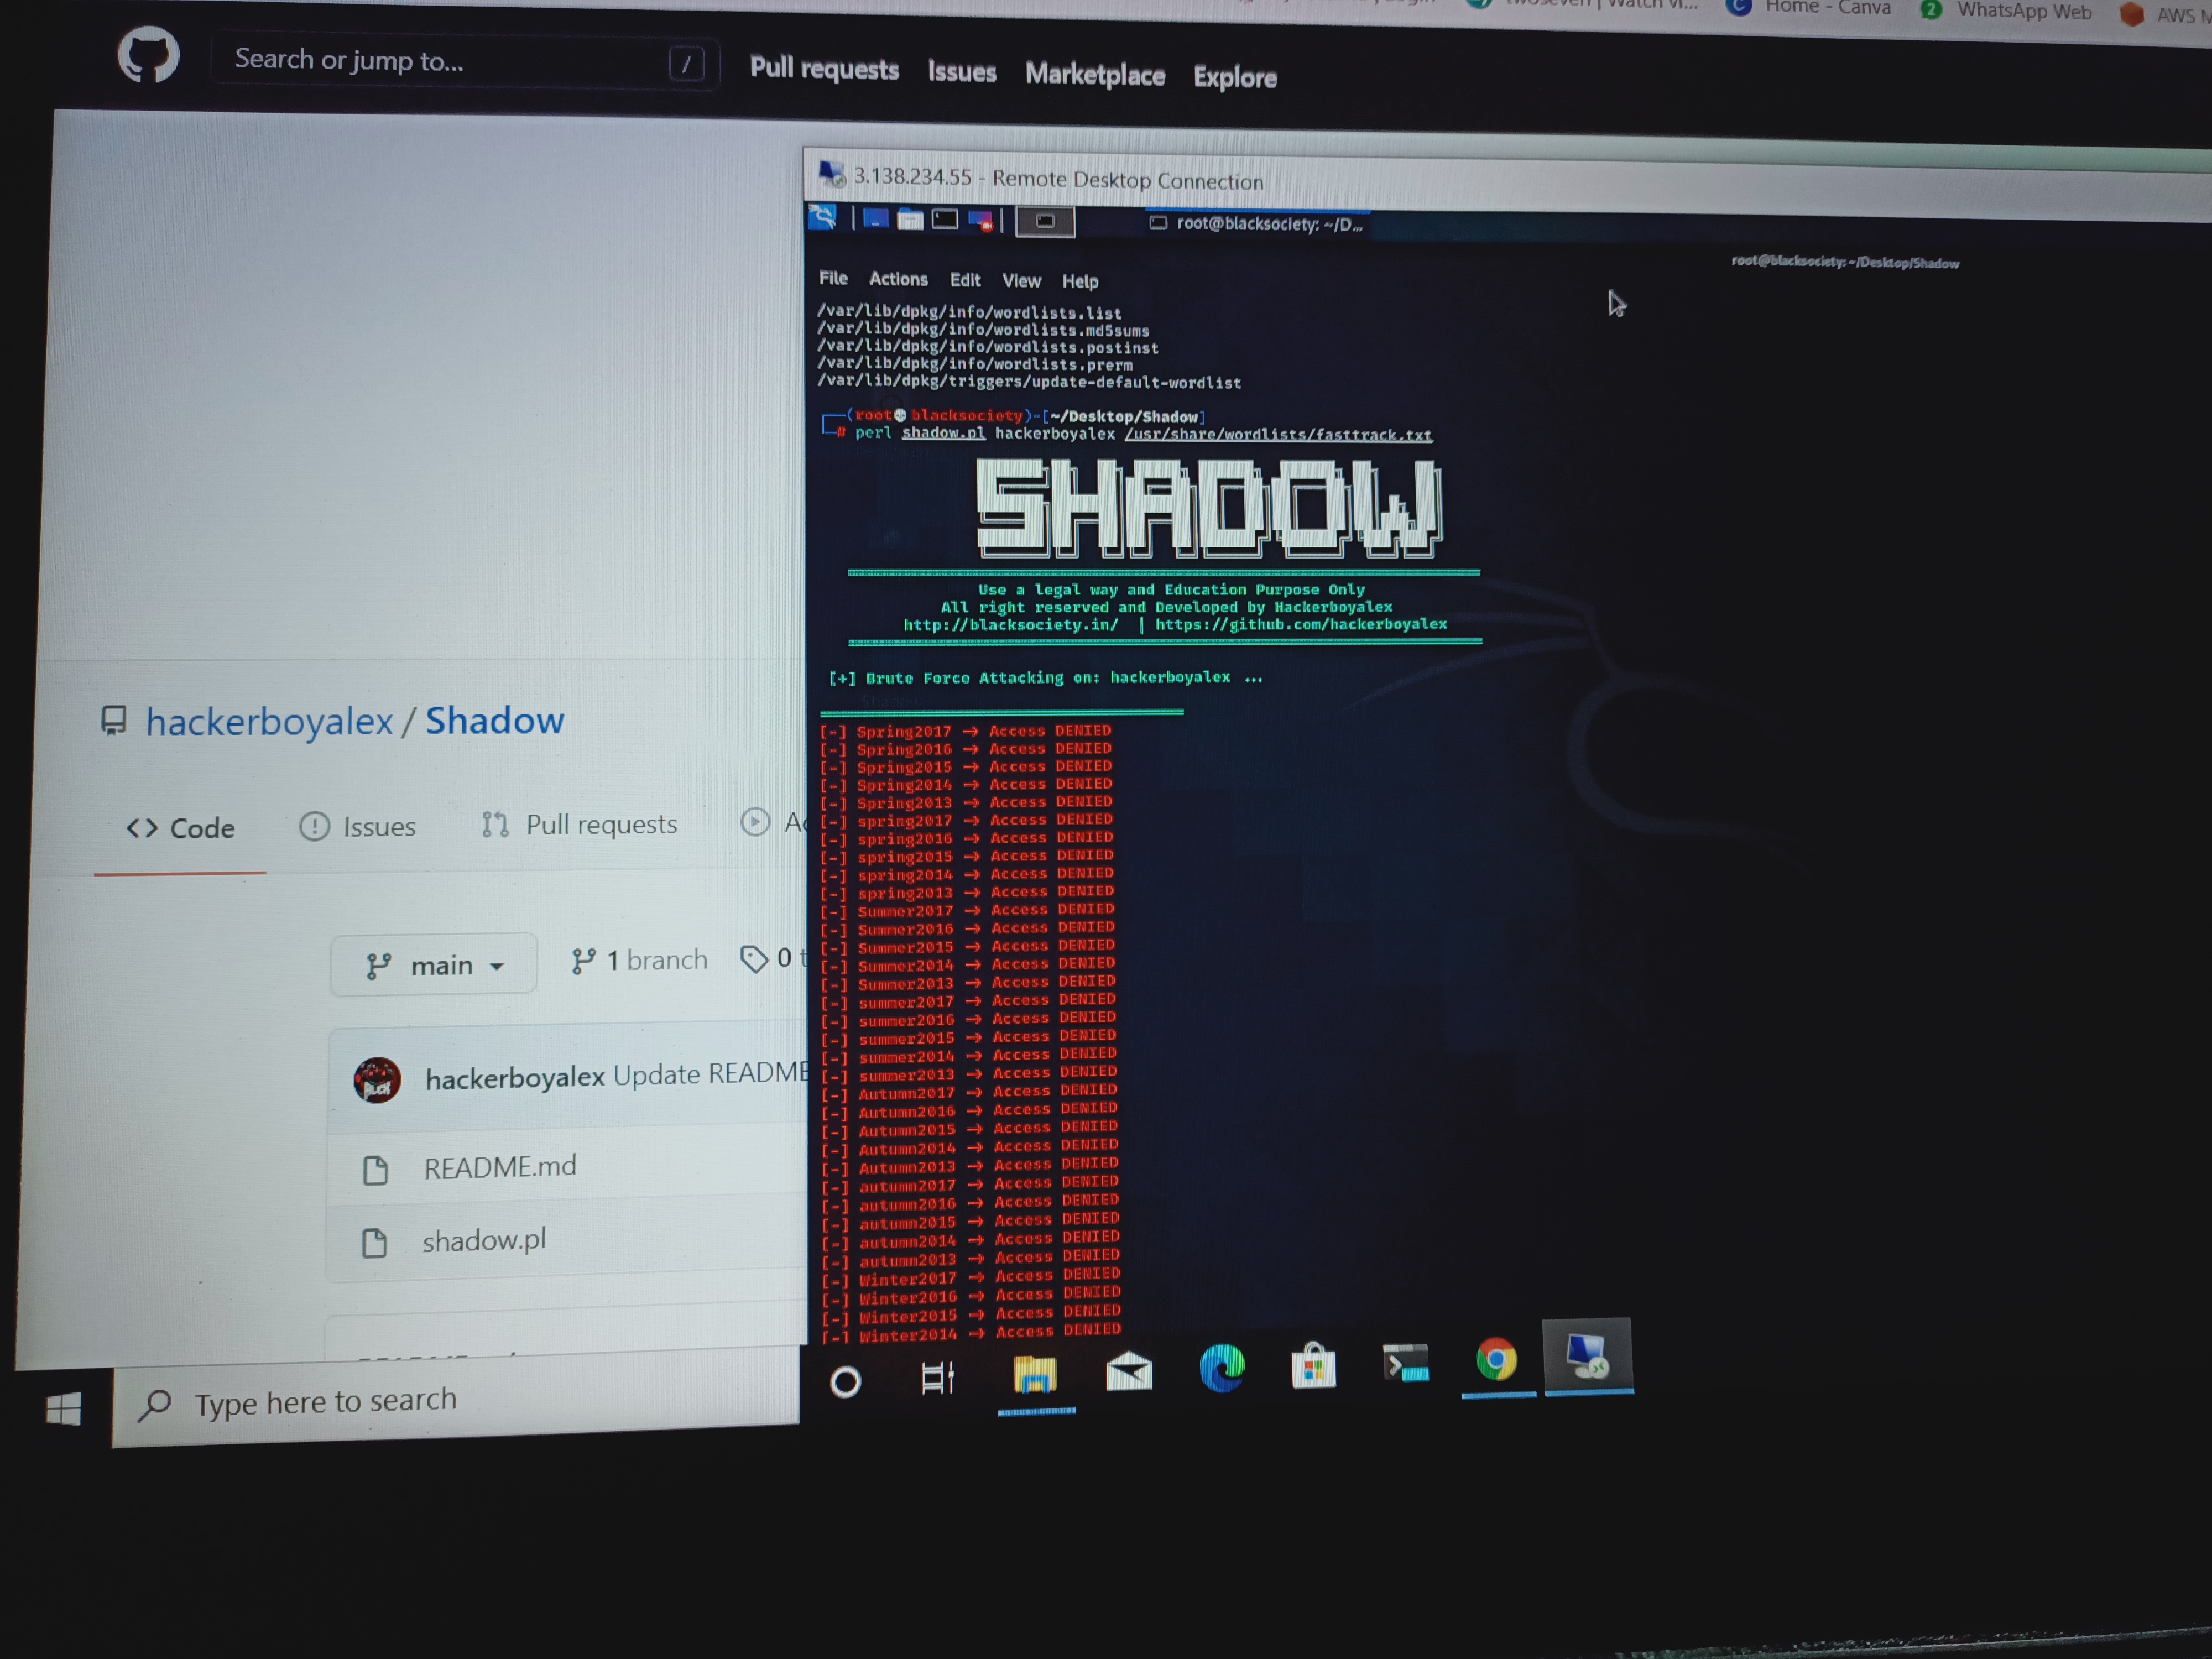 Home - Canva
2
WhatsApp Web
AWS M
Search or jump to...
/
Pull requests
Issues
Marketplace
Explore
3.138.234.55 - Remote Desktop Connection
root@blacksociety: ~/D...
root@blacksociety: ~/Desktop/Shadow
File Actions Edit View Help
/var/lib/dpkg/info/wordlists.list
/var/lib/dpkg/info/wordlists.md5sums
/var/lib/dpkg/info/wordlists.postinst
/var/lib/dpkg/info/wordlists.prerm
/var/lib/dpkg/triggers/update-default-wordlist
(root💀blacksociety)-[~/Desktop/Shadow]
# perl shadow.pl hackerboyalex /usr/share/wordlists/fasttrack.txt
SHADOW
Use a legal way and Education Purpose Only
All right reserved and Developed by Hackerboyalex
http://blacksociety.in/ | https://github.com/hackerboyalex
[+] Brute Force Attacking on: hackerboyalex ...
[-] Spring2017 → Access DENIED
[-] Spring2016 → Access DENIED
[-] Spring2015 → Access DENIED
[-] Spring2014 → Access DENIED
[-] Spring2013 → Access DENIED
[-] spring2017 → Access DENIED
[-] spring2016 → Access DENIED
[-] spring2015 → Access DENIED
[-] spring2014 → Access DENIED
[-] spring2013 → Access DENIED
[-] Summer2017 → Access DENIED
[-] Summer2016 → Access DENIED
[-] Summer2015 → Access DENIED
[-] Summer2014 → Access DENIED
[-] Summer2013 → Access DENIED
[-] summer2017 → Access DENIED
[-] summer2016 → Access DENIED
[-] summer2015 → Access DENIED
[-] summer2014 → Access DENIED
[-] summer2013 → Access DENIED
[-] Autumn2017 → Access DENIED
[-] Autumn2016 → Access DENIED
[-] Autumn2015 → Access DENIED
[-] Autumn2014 → Access DENIED
[-] Autumn2013 → Access DENIED
[-] autumn2017 → Access DENIED
[-] autumn2016 → Access DENIED
[-] autumn2015 → Access DENIED
[-] autumn2014 → Access DENIED
[-] autumn2013 → Access DENIED
[-] Winter2017 → Access DENIED
[-] Winter2016 → Access DENIED
[-] Winter2015 → Access DENIED
[-] Winter2014 → Access DENIED
hackerboyalex / Shadow
<> Code
Issues
Pull requests
Ac
main
1 branch
0 t
hackerboyalex Update README
README.md
shadow.pl
Type here to search